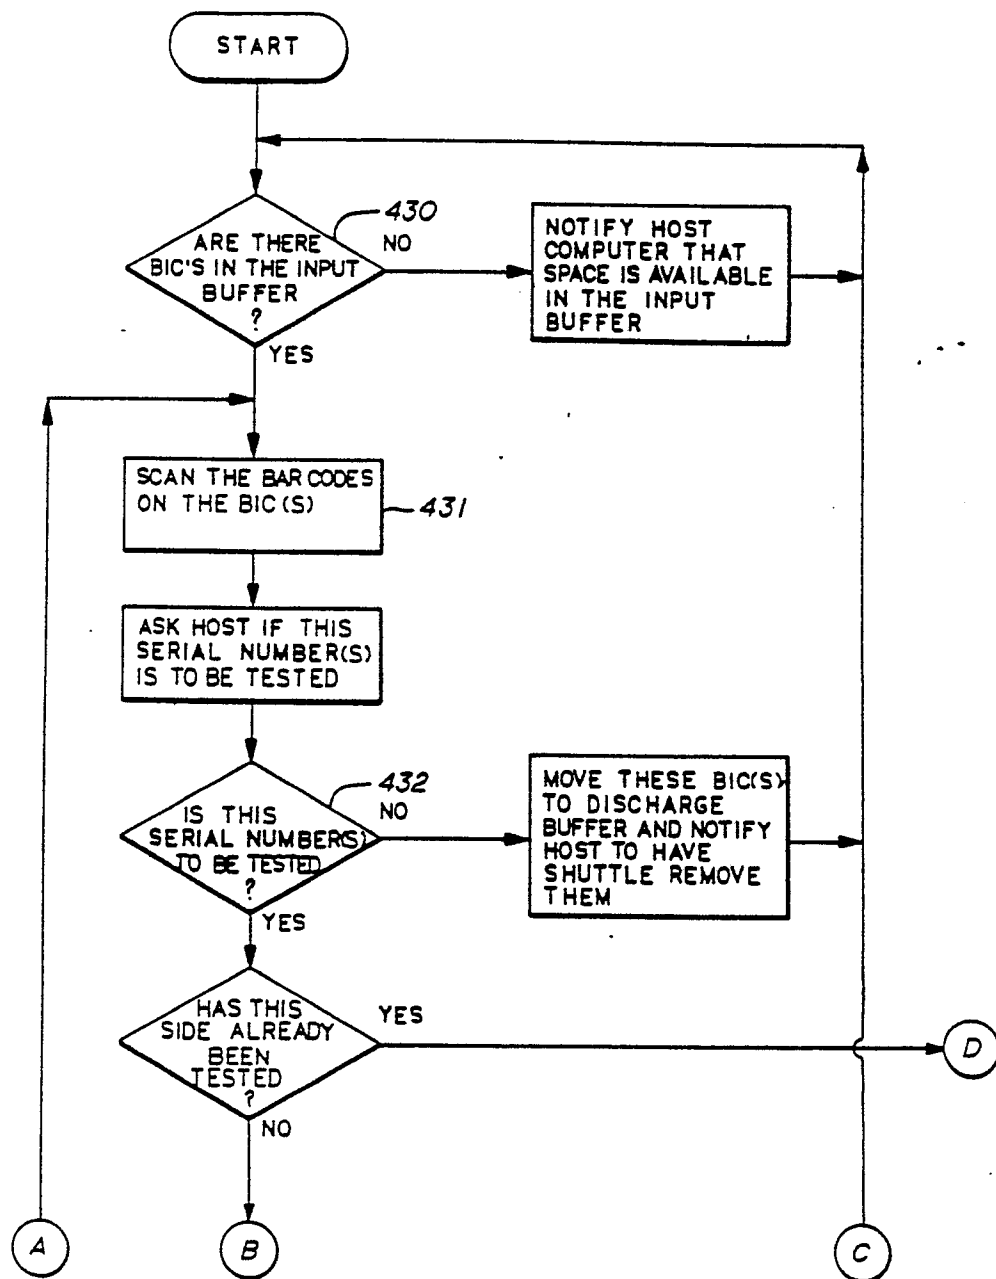 START
430
ARE THERE
BIC'S IN THE INPUT
BUFFER
?
NO
YES
NOTIFY HOST
COMPUTER THAT
SPACE IS AVAILABLE
IN THE INPUT
BUFFER
SCAN THE BAR CODES
ON THE BIC(S)
431
ASK HOST IF THIS
SERIAL NUMBER(S)
IS TO BE TESTED
432
IS THIS
SERIAL NUMBER(S)
TO BE TESTED
?
NO
YES
MOVE THESE BIC(S)
TO DISCHARGE
BUFFER AND NOTIFY
HOST TO HAVE
SHUTTLE REMOVE
THEM
HAS THIS
SIDE ALREADY
BEEN
TESTED
?
YES
NO
D
A
B
C